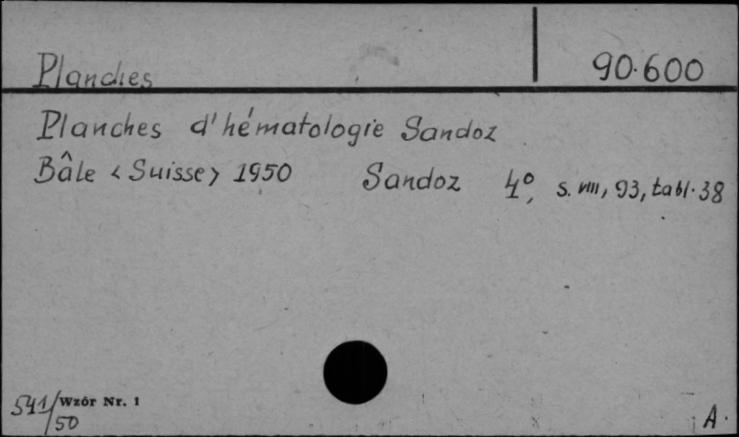 Planches 90.600
Planches d'hématologie Sandoz
Bâle <Suisse> 1950 Sandoz 4°, s. VIII, 93, tabl. 38
541/50 Wzór Nr. 1
A.